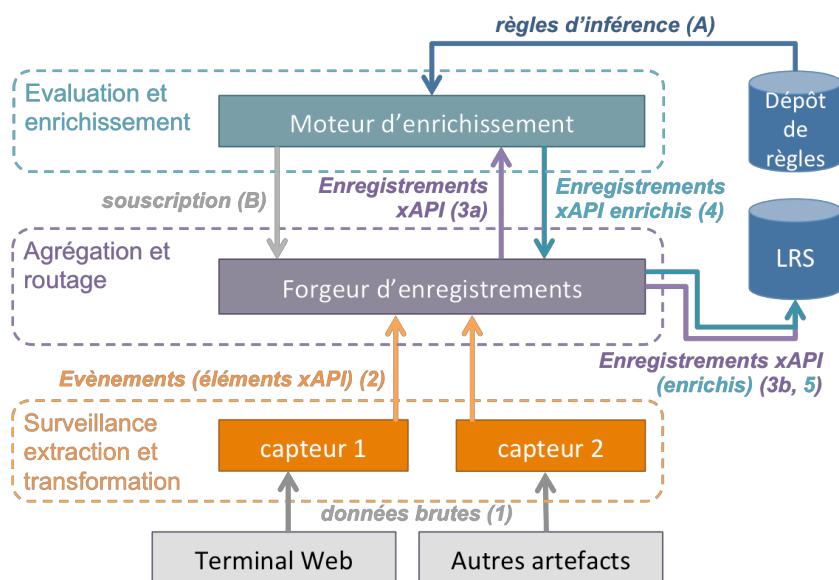 règles d'inférence (A)
Evaluation et
enrichissement
Moteur d'enrichissement
Dépôt
de
règles
souscription (B)
Enregistrements
xAPI (3a)
Enregistrements
xAPI enrichis (4)
Agrégation et
routage
Forgeur d'enregistrements
LRS
Evènements (éléments xAPI) (2)
Enregistrements xAPI
(enrichis) (3b, 5)
Surveillance
extraction et
transformation
capteur 1
capteur 2
données brutes (1)
Terminal Web
Autres artefacts